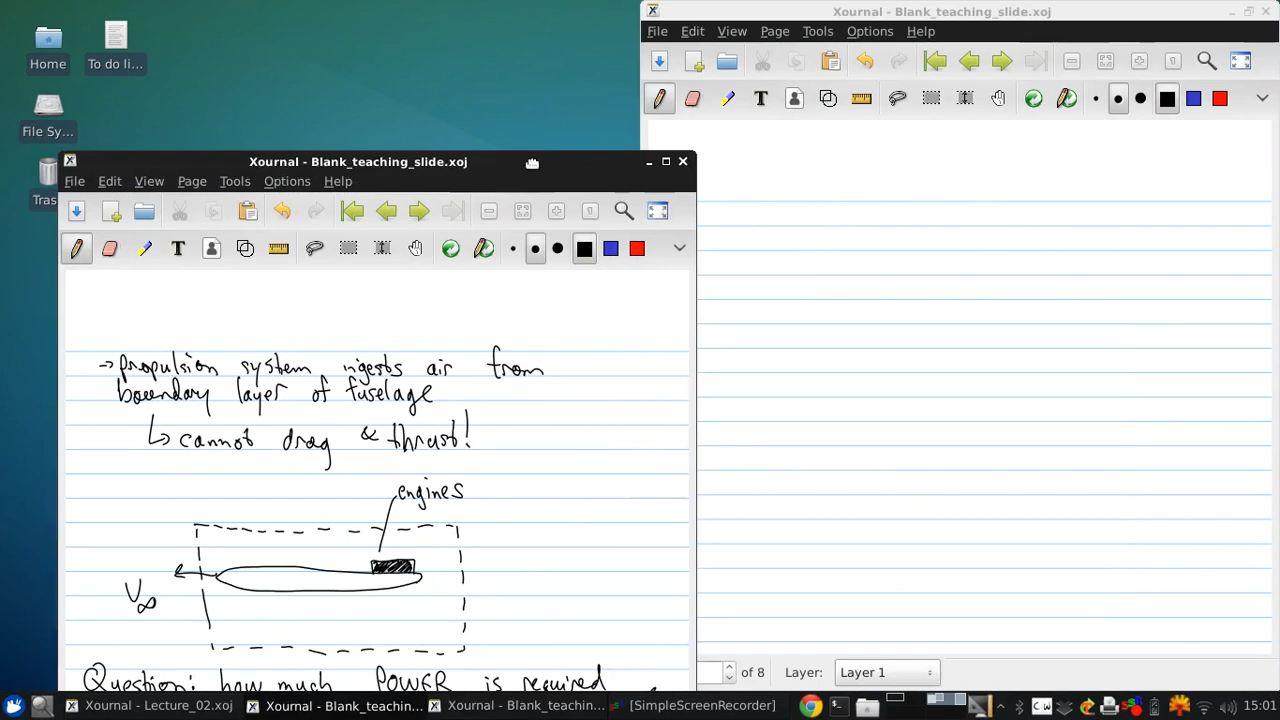 Xournal - Blank_teaching_slide.xoj
File Edit View Page Tools Options Help
Home
To do li...
File Sy...
Tras
Xournal - Blank_teaching_slide.xoj
File Edit View Page Tools Options Help
→ propulsion system ingests air from
boundary layer of fuselage
↳ cannot drag & thrust!
engines
V∞
Question: how much POWER is required
of 8 Layer: Layer 1
Xournal - Lecture_02.xoj
Xournal - Blank_teachin...
Xournal - Blank_teachin...
[SimpleScreenRecorder]
15:01